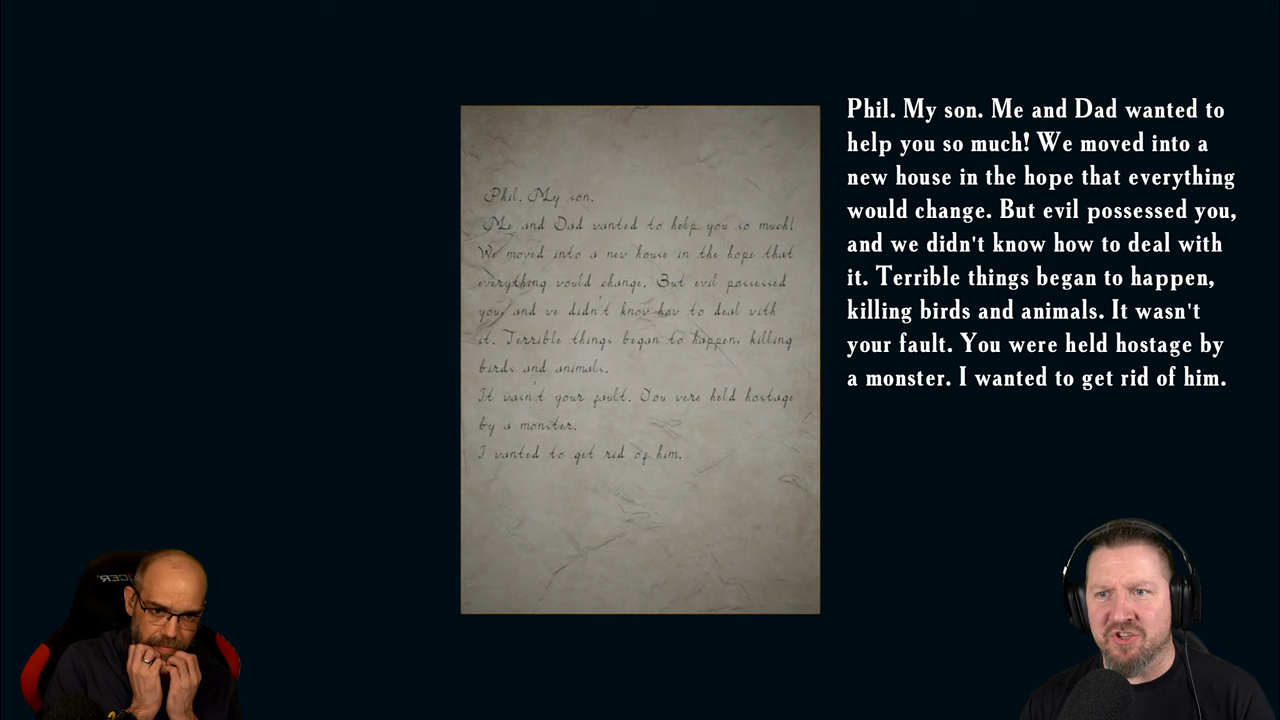 Phil. My son.
Me and Dad wanted to help you so much!
We moved into a new house in the hope that
everything would change. But evil possessed
you, and we didn't know how to deal with
it. Terrible things began to happen, killing
birds and animals.
It wasn't your fault. You were held hostage
by a monster.
I wanted to get rid of him.
Phil. My son. Me and Dad wanted to
help you so much! We moved into a
new house in the hope that everything
would change. But evil possessed you,
and we didn't know how to deal with
it. Terrible things began to happen,
killing birds and animals. It wasn't
your fault. You were held hostage by
a monster. I wanted to get rid of him.